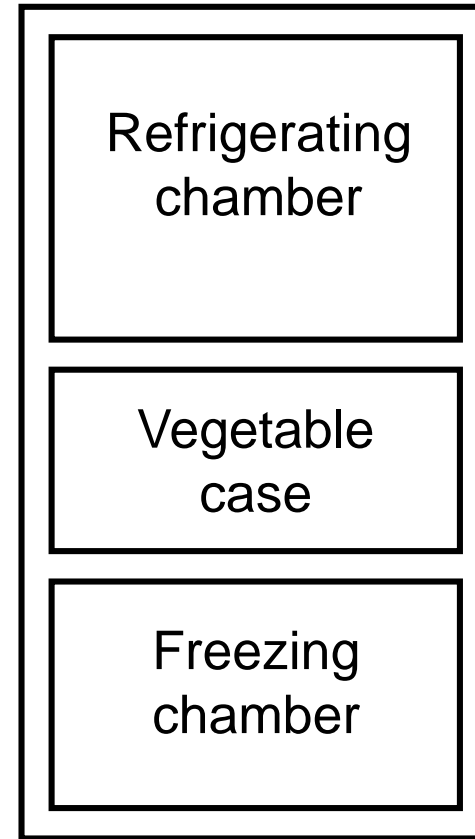 Refrigerating
chamber
Vegetable
case
Freezing
chamber